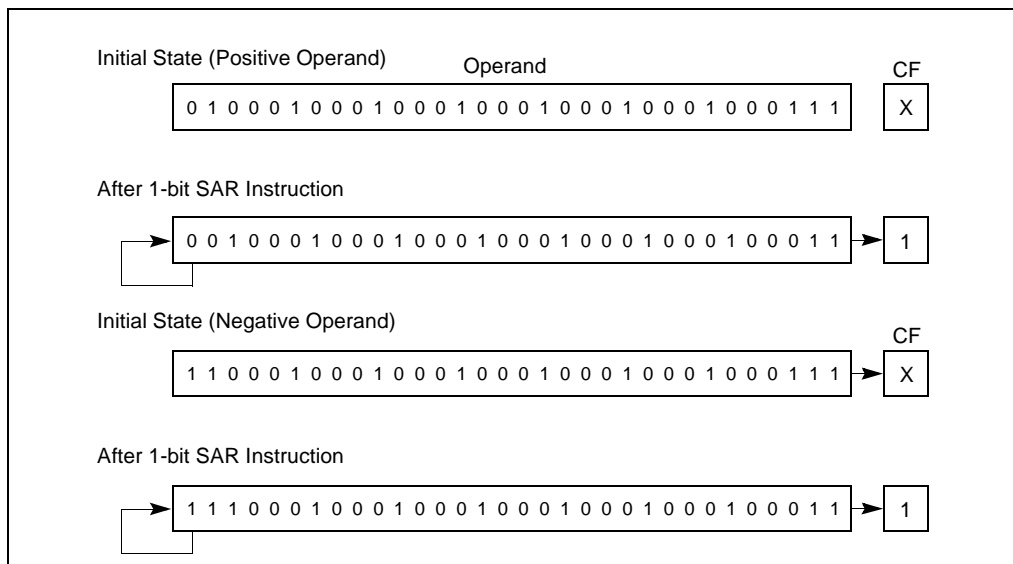 Initial State (Positive Operand) Operand CF
0 1 0 0 0 1 0 0 0 1 0 0 0 1 0 0 0 1 0 0 0 1 0 0 0 1 0 0 0 1 1 1 X
After 1-bit SAR Instruction
0 0 1 0 0 0 1 0 0 0 1 0 0 0 1 0 0 0 1 0 0 0 1 0 0 0 1 0 0 0 1 1 1
Initial State (Negative Operand) CF
1 1 0 0 0 1 0 0 0 1 0 0 0 1 0 0 0 1 0 0 0 1 0 0 0 1 0 0 0 1 1 1 X
After 1-bit SAR Instruction
1 1 1 0 0 0 1 0 0 0 1 0 0 0 1 0 0 0 1 0 0 0 1 0 0 0 1 0 0 0 1 1 1